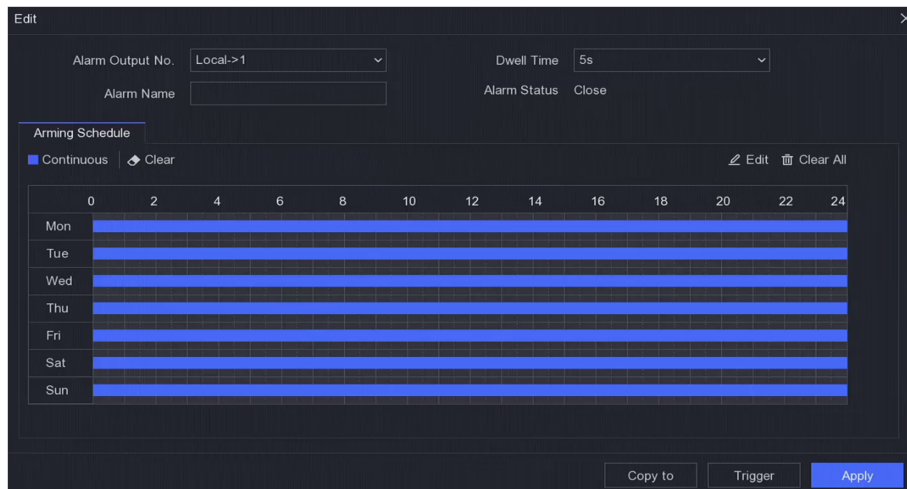 Edit
Alarm Output No. Local->1 Dwell Time 5s
Alarm Name Alarm Status Close
Arming Schedule
Continuous Clear Edit Clear All
0 2 4 6 8 10 12 14 16 18 20 22 24
Mon
Tue
Wed
Thu
Fri
Sat
Sun
Copy to Trigger Apply